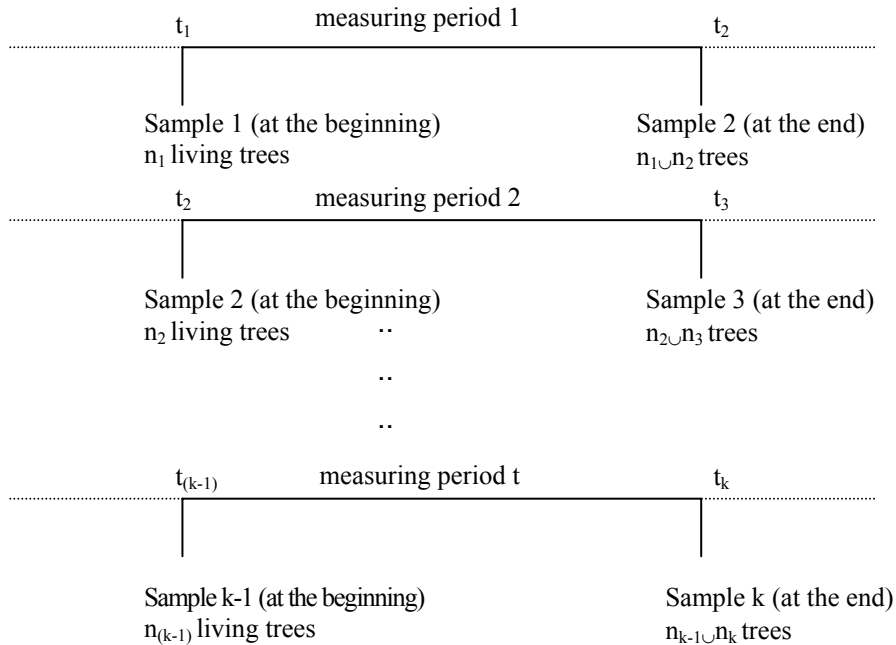 t₁ measuring period 1 t₂
Sample 1 (at the beginning) Sample 2 (at the end)
n₁ living trees n₁∪n₂ trees
t₂ measuring period 2 t₃
Sample 2 (at the beginning) Sample 3 (at the end)
n₂ living trees n₂∪n₃ trees
..
..
..
t₍ₖ₋₁₎ measuring period t tₖ
Sample k-1 (at the beginning) Sample k (at the end)
n₍ₖ₋₁₎ living trees nₖ₋₁∪nₖ trees